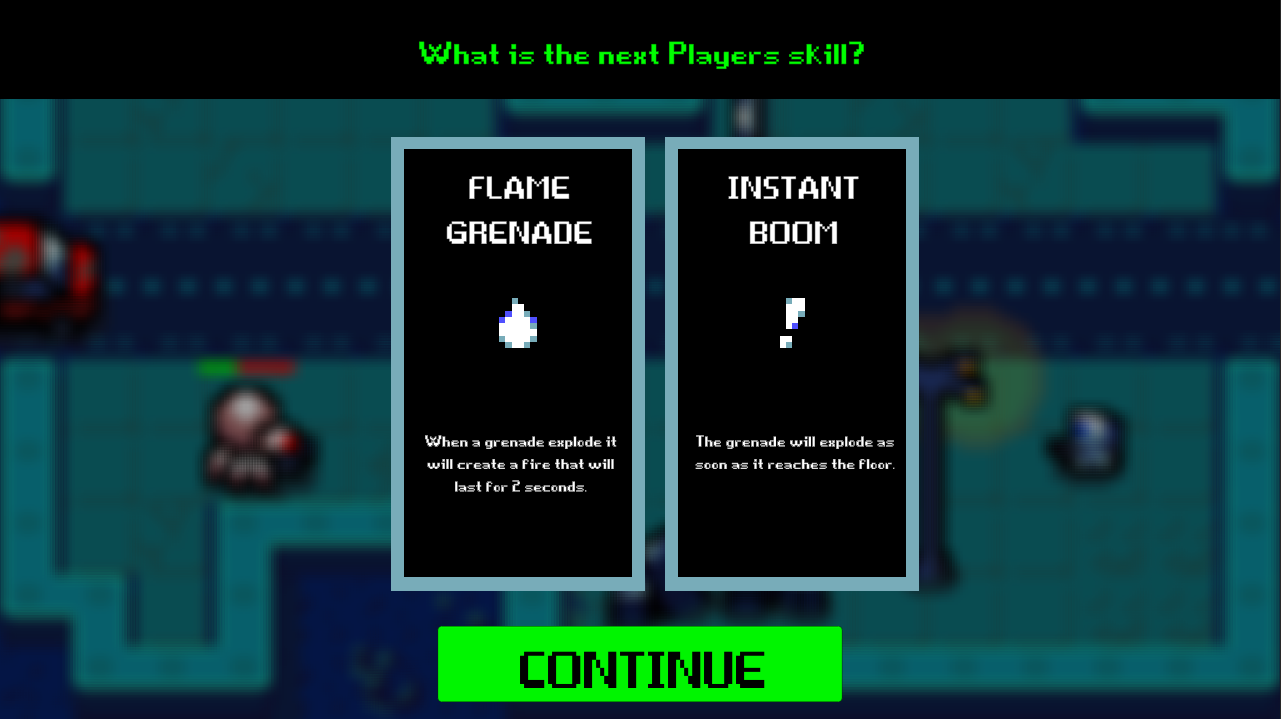 What is the next Players skill?
FLAME
GRENADE
When a grenade explode it
will create a fire that will
last for 2 seconds.
INSTANT
BOOM
The grenade will explode as
soon as it reaches the floor.
CONTINUE